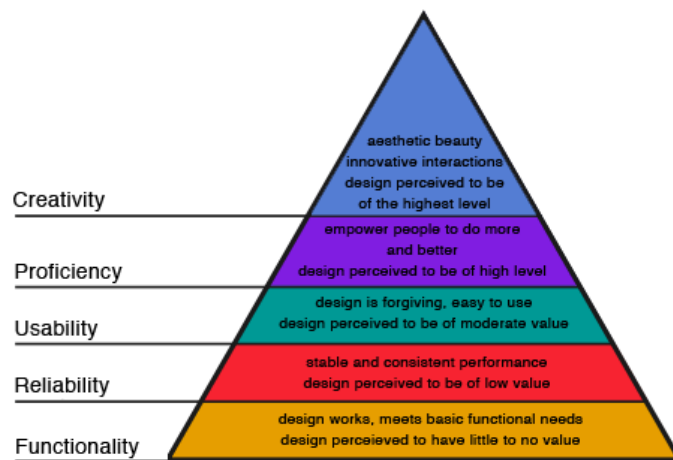 aesthetic beauty
innovative interactions
design perceived to be
of the highest level
Creativity
empower people to do more
and better
design perceived to be of high level
Proficiency
design is forgiving, easy to use
design perceived to be of moderate value
Usability
stable and consistent performance
design perceived to be of low value
Reliability
design works, meets basic functional needs
design perceieved to have little to no value
Functionality